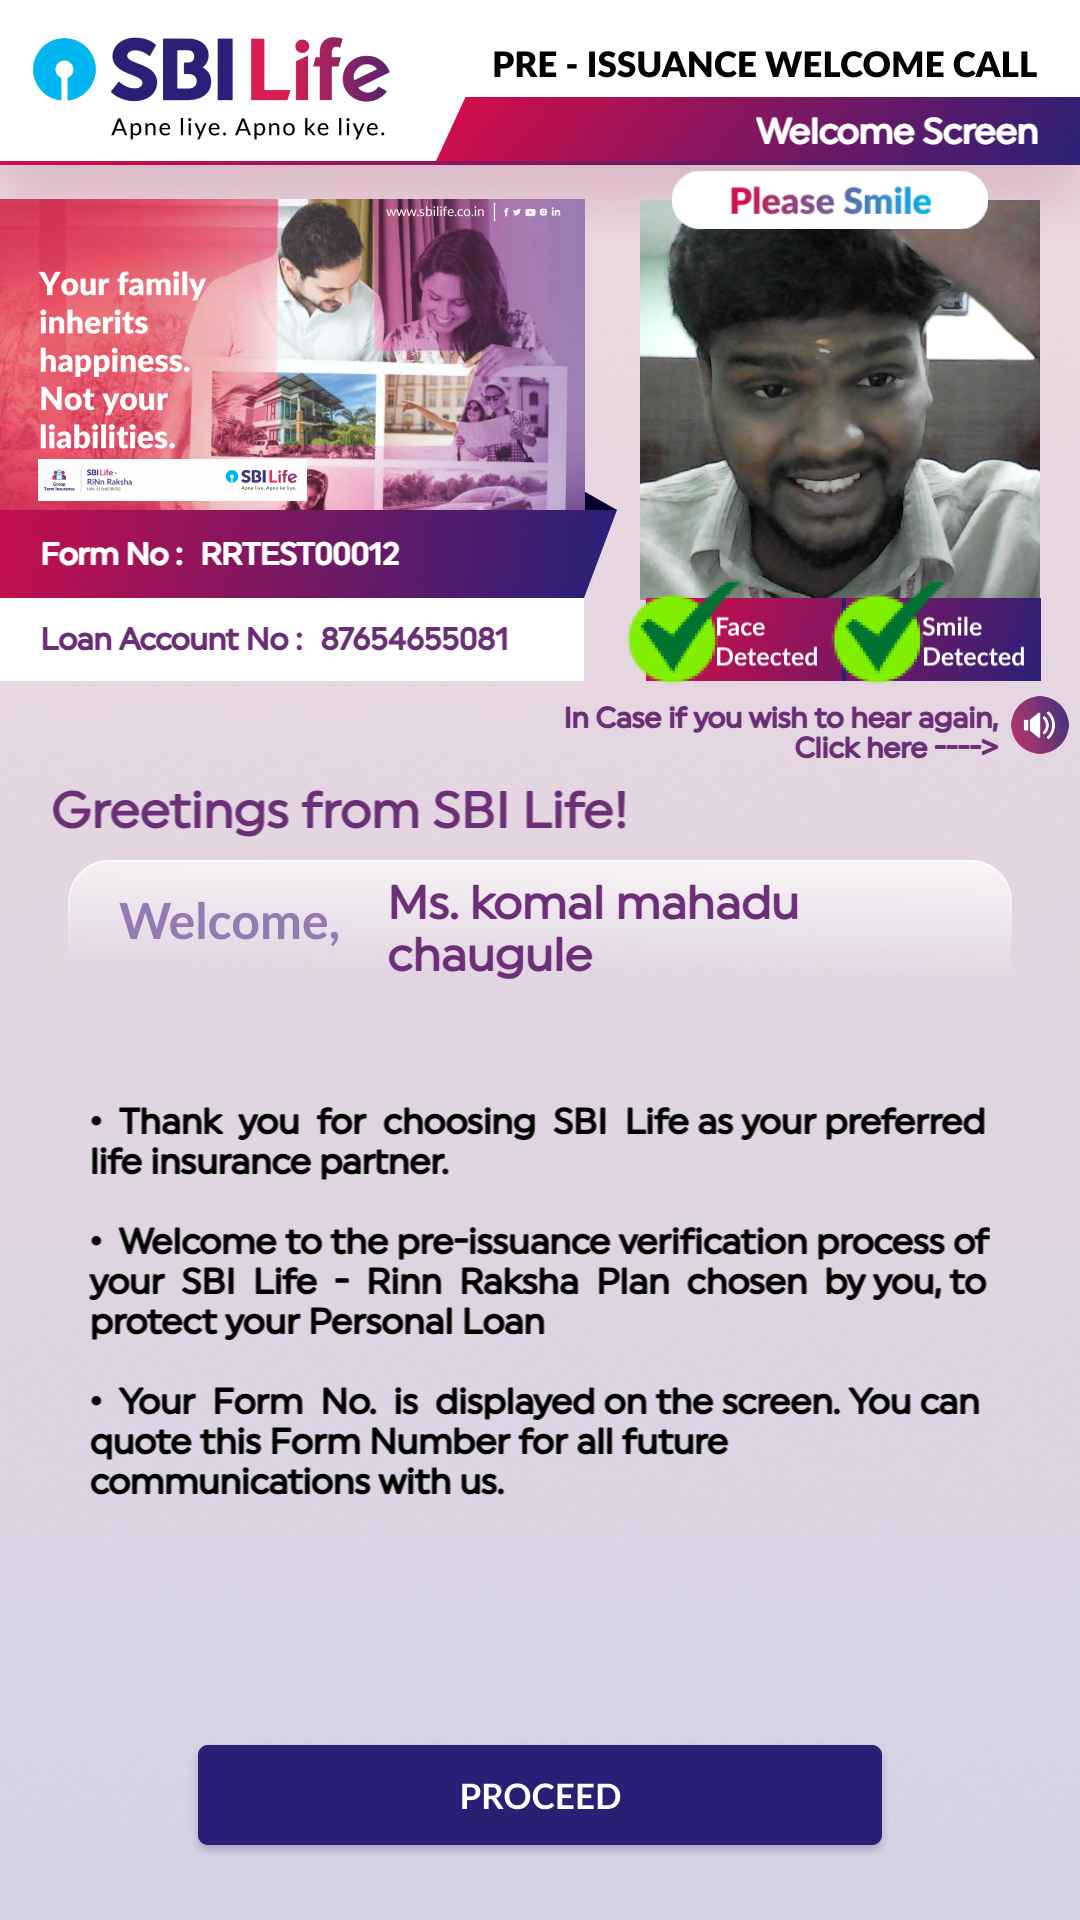 SBI Life
Apne liye. Apno ke liye.
PRE - ISSUANCE WELCOME CALL
Welcome Screen
Please Smile
www.sbilife.co.in
Your family
inherits
happiness.
Not your
liabilities.
Group
Term Insurance
SBI Life -
RiNn Raksha
SBI Life
Apne liye. Apno ke liye.
Form No : RRTEST00012
Loan Account No : 87654655081
Face
Detected
Smile
Detected
In Case if you wish to hear again,
Click here ---->
Greetings from SBI Life!
Welcome,
Ms. komal mahadu
chaugule
• Thank you for choosing SBI Life as your preferred
life insurance partner.
• Welcome to the pre-issuance verification process of
your SBI Life - Rinn Raksha Plan chosen by you, to
protect your Personal Loan
• Your Form No. is displayed on the screen. You can
quote this Form Number for all future
communications with us.
PROCEED